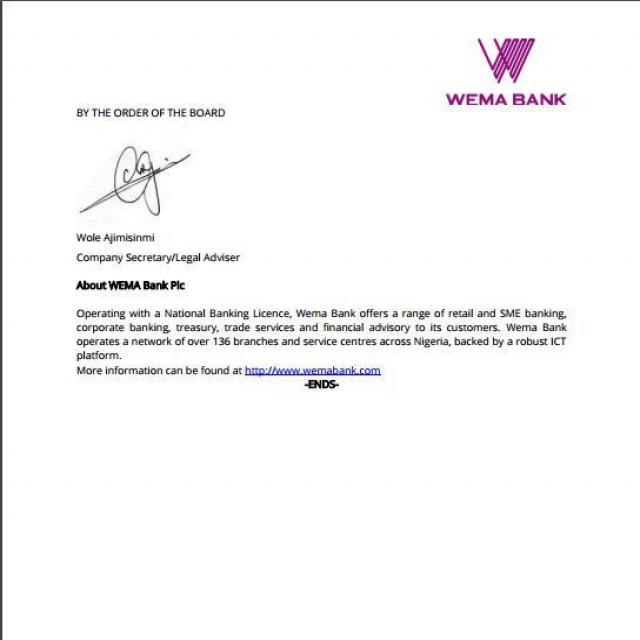 WEMA BANK
BY THE ORDER OF THE BOARD
Wole Ajimisinmi
Company Secretary/Legal Adviser
About WEMA Bank Plc
Operating with a National Banking Licence, Wema Bank offers a range of retail and SME banking,
corporate banking, treasury, trade services and financial advisory to its customers. Wema Bank
operates a network of over 136 branches and service centres across Nigeria, backed by a robust ICT
platform.
More information can be found at http://www.wemabank.com
-ENDS-